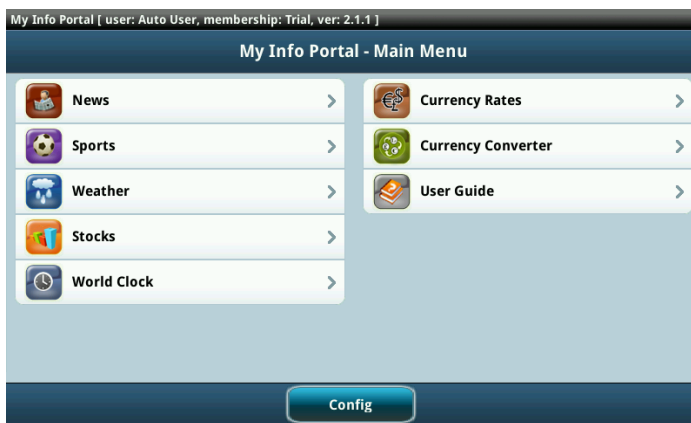 My Info Portal [ user: Auto User, membership: Trial, ver: 2.1.1 ]
My Info Portal - Main Menu
News
Sports
Weather
Stocks
World Clock
Currency Rates
Currency Converter
User Guide
Config